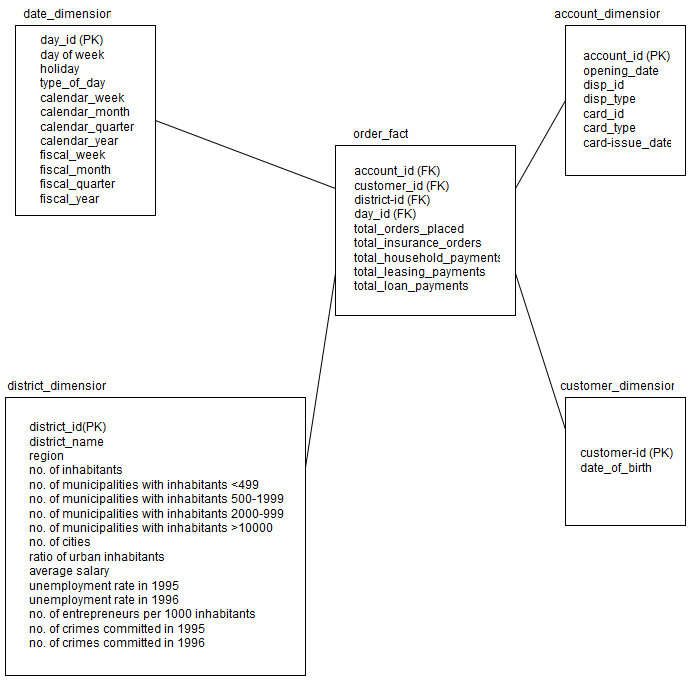 date_dimension
day_id (PK)
day of week
holiday
type_of_day
calendar_week
calendar_month
calendar_quarter
calendar_year
fiscal_week
fiscal_month
fiscal_quarter
fiscal_year
account_dimension
account_id (PK)
opening_date
disp_id
disp_type
card_id
card_type
card-issue_date
order_fact
account_id (FK)
customer_id (FK)
district-id (FK)
day_id (FK)
total_orders_placed
total_insurance_orders
total_household_payments
total_leasing_payments
total_loan_payments
district_dimension
district_id(PK)
district_name
region
no. of inhabitants
no. of municipalities with inhabitants <499
no. of municipalities with inhabitants 500-1999
no. of municipalities with inhabitants 2000-999
no. of municipalities with inhabitants >10000
no. of cities
ratio of urban inhabitants
average salary
unemployment rate in 1995
unemployment rate in 1996
no. of entrepreneurs per 1000 inhabitants
no. of crimes committed in 1995
no. of crimes committed in 1996
customer_dimension
customer-id (PK)
date_of_birth